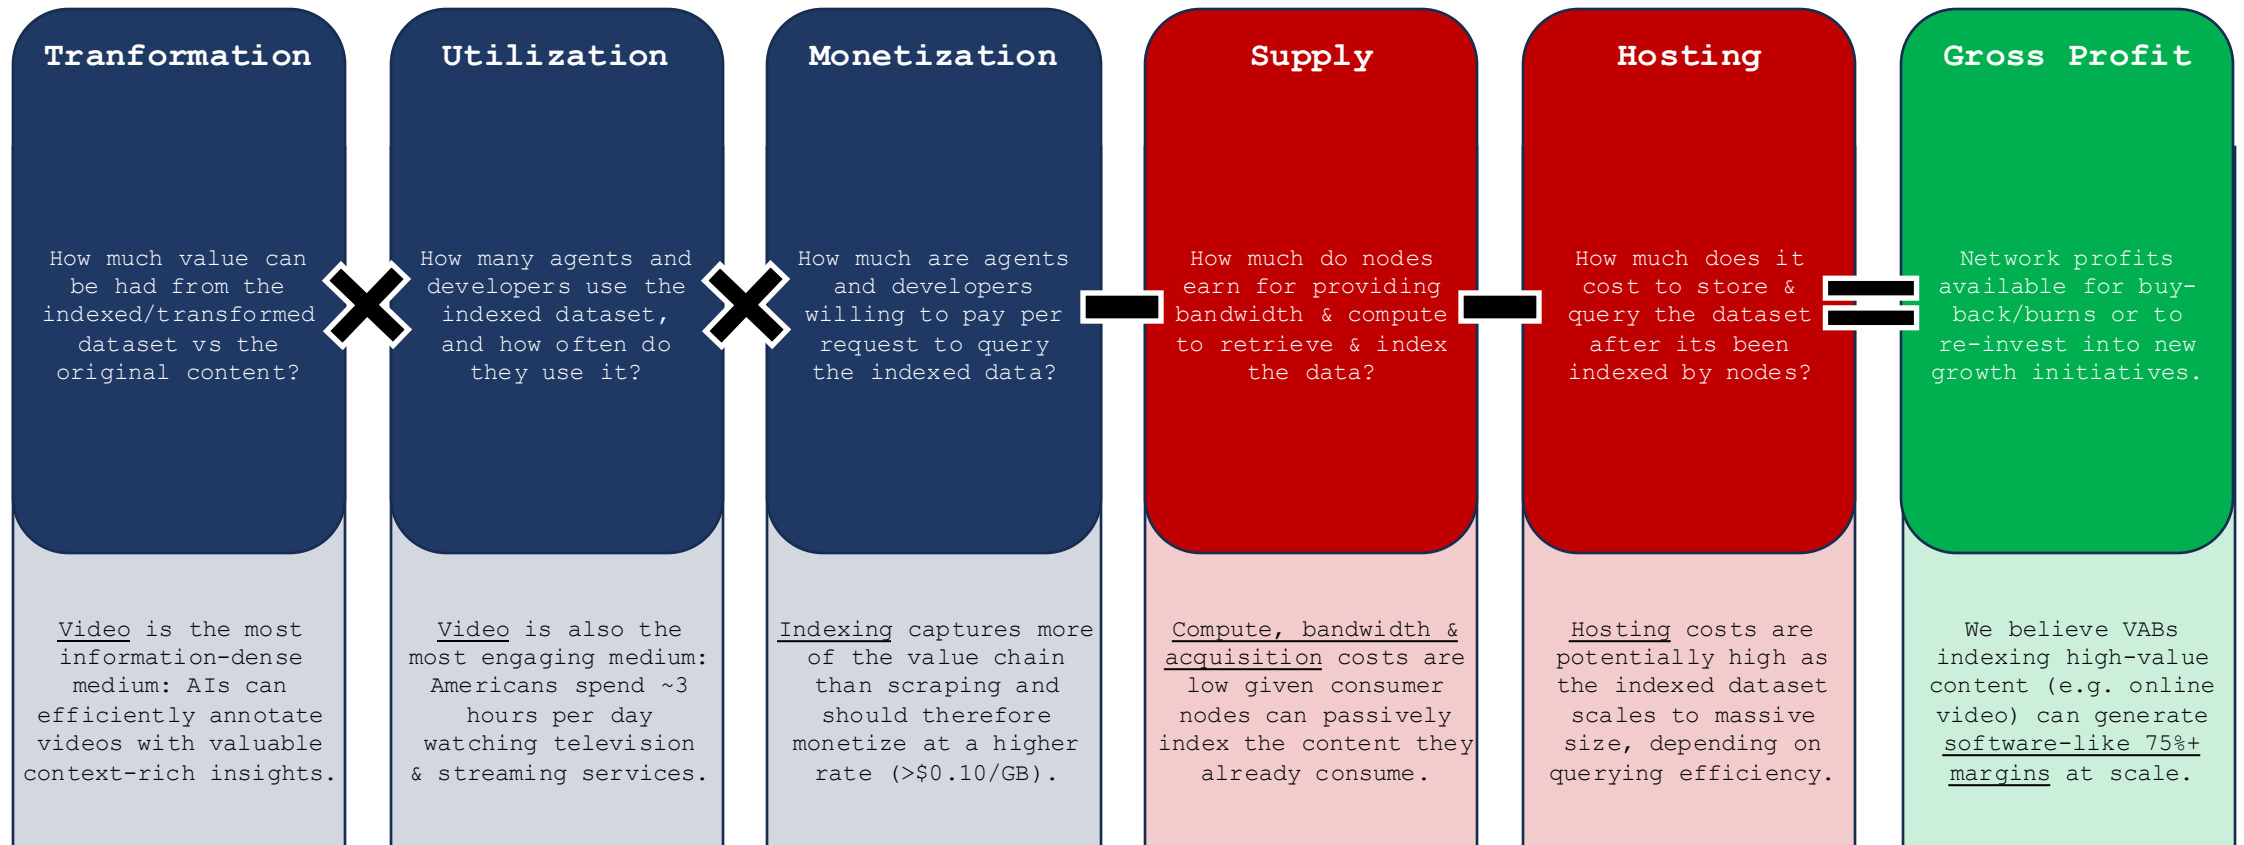 Tranformation
How much value can
be had from the
indexed/transformed
dataset vs the
original content?
Video is the most
information-dense
medium: AIs can
efficiently annotate
videos with valuable
context-rich insights.
Utilization
How many agents and
developers use the
indexed dataset,
and how often do
they use it?
Video is also the
most engaging medium:
Americans spend ~3
hours per day
watching television
& streaming services.
Monetization
How much are agents
and developers
willing to pay per
request to query
the indexed data?
Indexing captures more
of the value chain
than scraping and
should therefore
monetize at a higher
rate (>$0.10/GB).
Supply
How much do nodes
earn for providing
bandwidth & compute
to retrieve & index
the data?
Compute, bandwidth &
acquisition costs are
low given consumer
nodes can passively
index the content they
already consume.
Hosting
How much does it
cost to store &
query the dataset
after its been
indexed by nodes?
Hosting costs are
potentially high as
the indexed dataset
scales to massive
size, depending on
querying efficiency.
Gross Profit
Network profits
available for buy-
back/burns or to
re-invest into new
growth initiatives.
We believe VABs
indexing high-value
content (e.g. online
video) can generate
software-like 75%+
margins at scale.